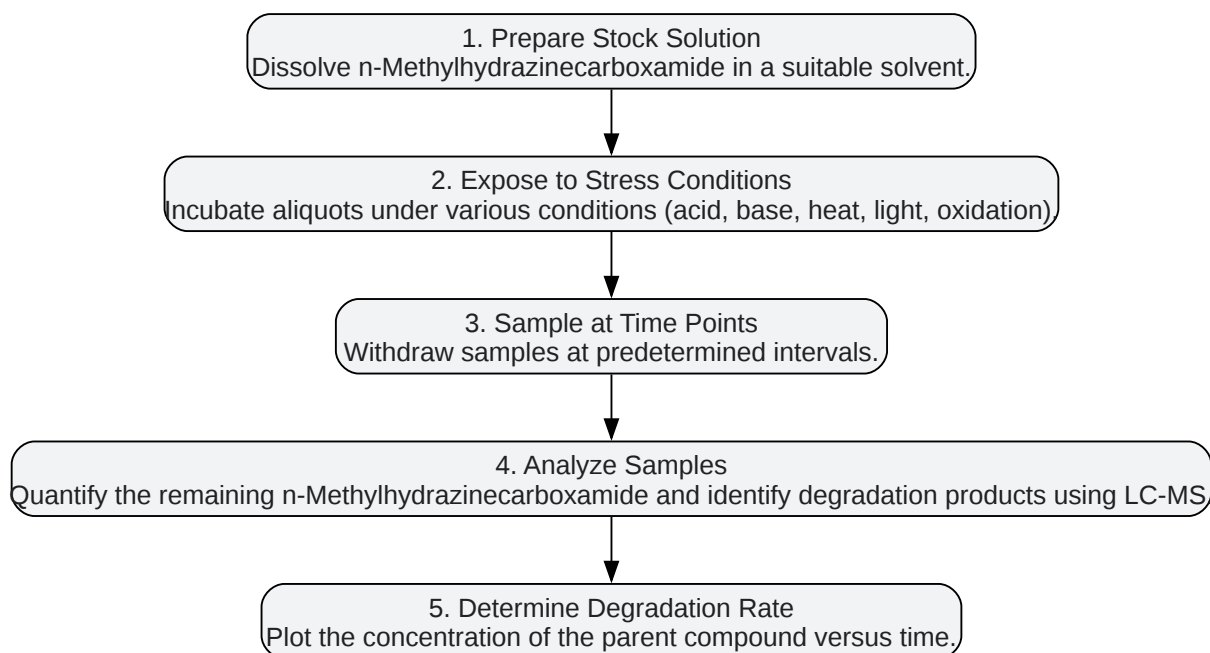 1. Prepare Stock Solution
Dissolve n-Methylhydrazinecarboxamide in a suitable solvent.
2. Expose to Stress Conditions
Incubate aliquots under various conditions (acid, base, heat, light, oxidation).
3. Sample at Time Points
Withdraw samples at predetermined intervals.
4. Analyze Samples
Quantify the remaining n-Methylhydrazinecarboxamide and identify degradation products using LC-MS.
5. Determine Degradation Rate
Plot the concentration of the parent compound versus time.